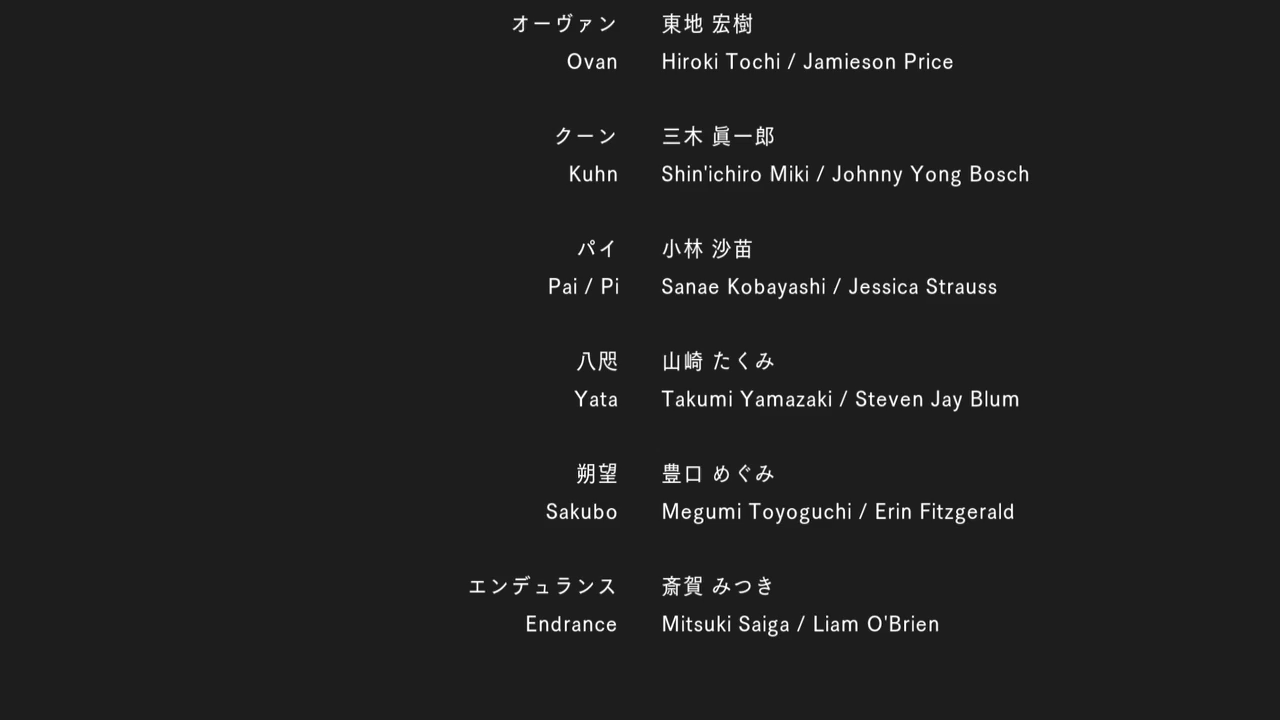 オーヴァン 東地 宏樹
Ovan Hiroki Tochi / Jamieson Price
クーン 三木 眞一郎
Kuhn Shin'ichiro Miki / Johnny Yong Bosch
パイ 小林 沙苗
Pai / Pi Sanae Kobayashi / Jessica Strauss
八咫 山崎 たくみ
Yata Takumi Yamazaki / Steven Jay Blum
朔望 豊口 めぐみ
Sakubo Megumi Toyoguchi / Erin Fitzgerald
エンデュランス 斎賀 みつき
Endrance Mitsuki Saiga / Liam O'Brien